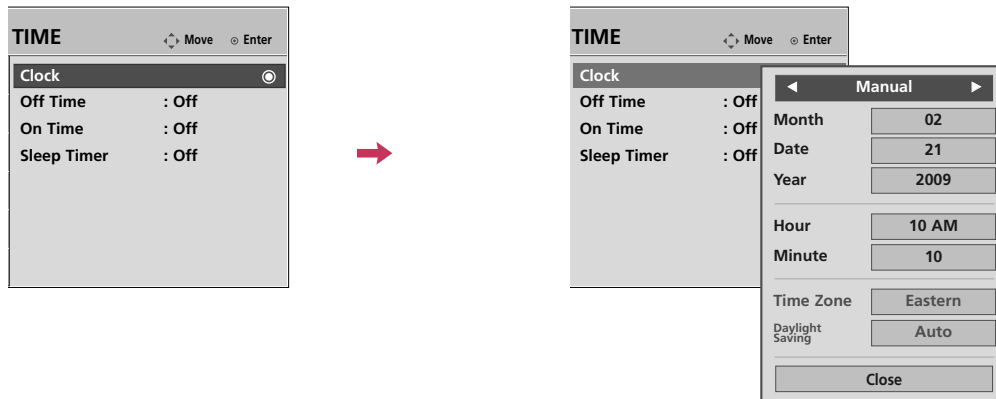 TIME Move Enter
Clock
Off Time : Off
On Time : Off
Sleep Timer : Off
TIME Move Enter
Clock
Off Time : Off
On Time : Off
Sleep Timer : Off
Manual
Month 02
Date 21
Year 2009
Hour 10 AM
Minute 10
Time Zone Eastern
Daylight
Saving Auto
Close